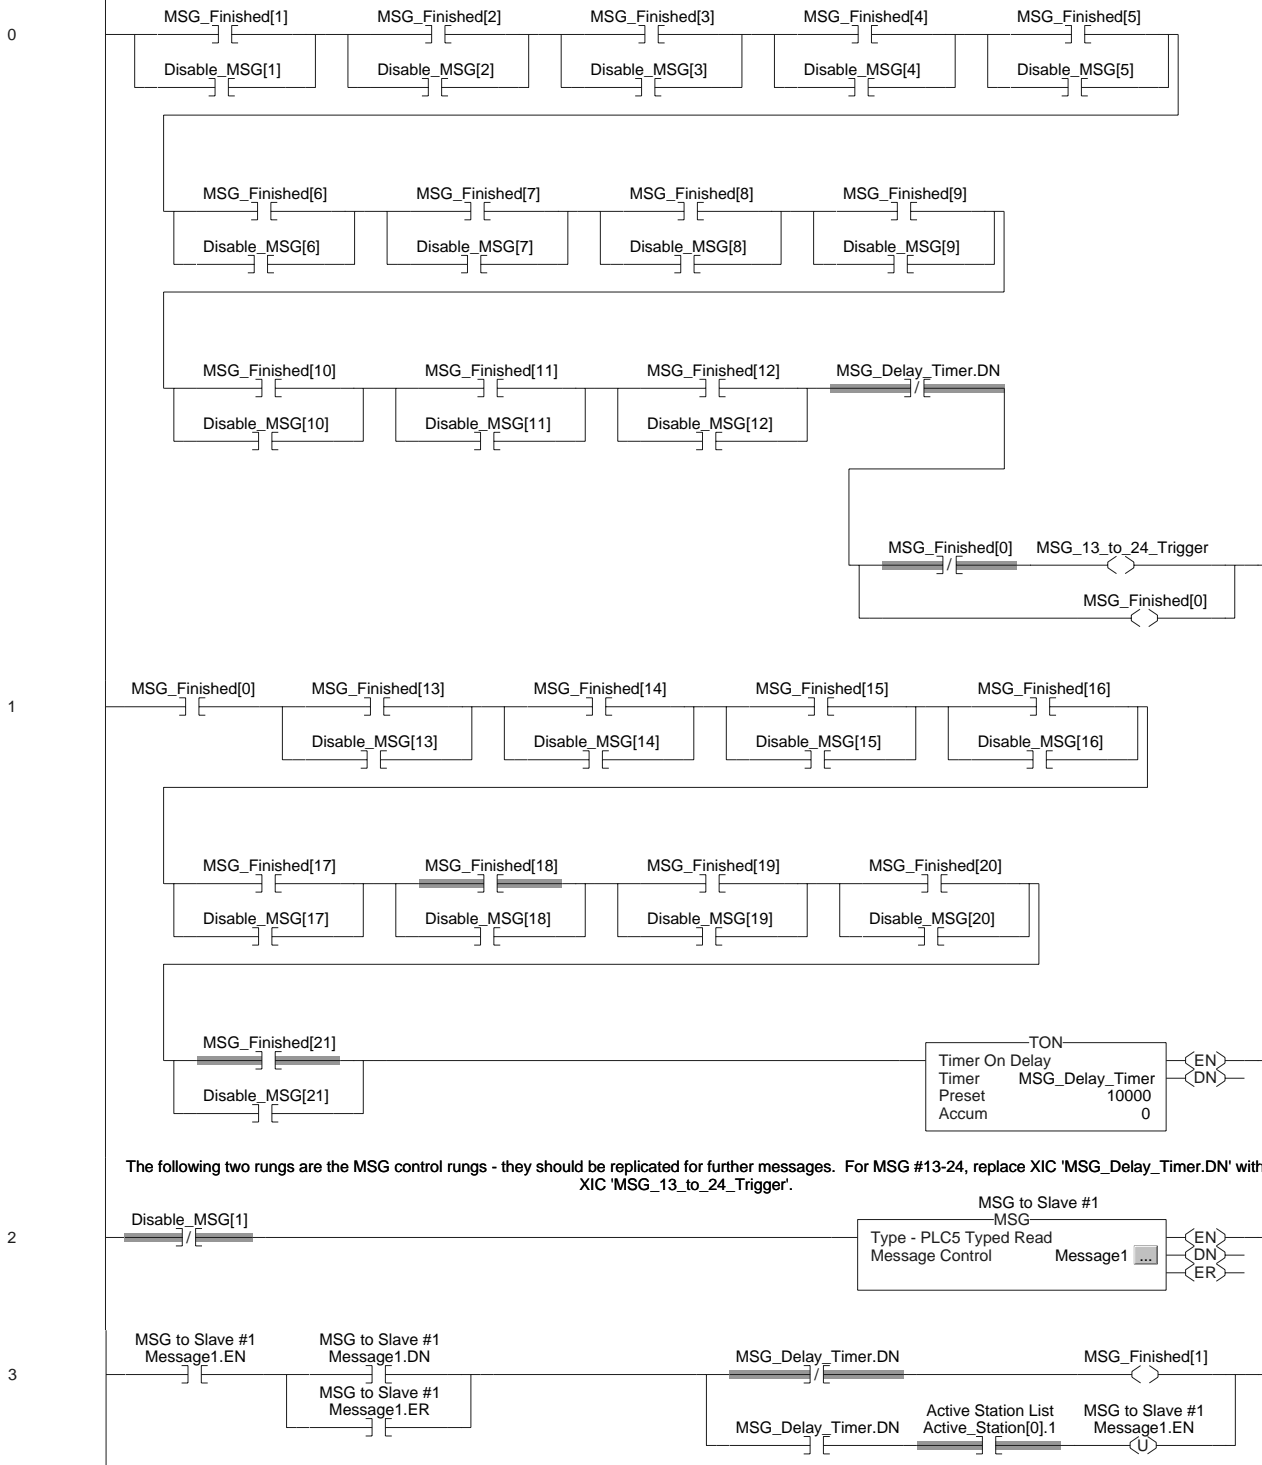 0
MSG_Finished[1] MSG_Finished[2] MSG_Finished[3] MSG_Finished[4] MSG_Finished[5]
Disable_MSG[1] Disable_MSG[2] Disable_MSG[3] Disable_MSG[4] Disable_MSG[5]
MSG_Finished[6] MSG_Finished[7] MSG_Finished[8] MSG_Finished[9]
Disable_MSG[6] Disable_MSG[7] Disable_MSG[8] Disable_MSG[9]
MSG_Finished[10] MSG_Finished[11] MSG_Finished[12] MSG_Delay_Timer.DN
/
Disable_MSG[10] Disable_MSG[11] Disable_MSG[12]
MSG_Finished[0] MSG_13_to_24_Trigger
/
MSG_Finished[0]
1
MSG_Finished[0] MSG_Finished[13] MSG_Finished[14] MSG_Finished[15] MSG_Finished[16]
Disable_MSG[13] Disable_MSG[14] Disable_MSG[15] Disable_MSG[16]
MSG_Finished[17] MSG_Finished[18] MSG_Finished[19] MSG_Finished[20]
Disable_MSG[17] Disable_MSG[18] Disable_MSG[19] Disable_MSG[20]
MSG_Finished[21]
Disable_MSG[21]
TON
Timer On Delay
Timer MSG_Delay_Timer
Preset 10000
Accum 0
EN
DN
The following two rungs are the MSG control rungs - they should be replicated for further messages. For MSG #13-24, replace XIC 'MSG_Delay_Timer.DN' with
XIC 'MSG_13_to_24_Trigger'.
2
Disable_MSG[1]
/
MSG to Slave #1
MSG
Type - PLC5 Typed Read
Message Control Message1 ...
EN
DN
ER
3
MSG to Slave #1
Message1.EN
MSG to Slave #1
Message1.DN
MSG to Slave #1
Message1.ER
MSG_Delay_Timer.DN
/
MSG_Finished[1]
MSG_Delay_Timer.DN
Active Station List
Active_Station[0].1
MSG to Slave #1
Message1.EN
U